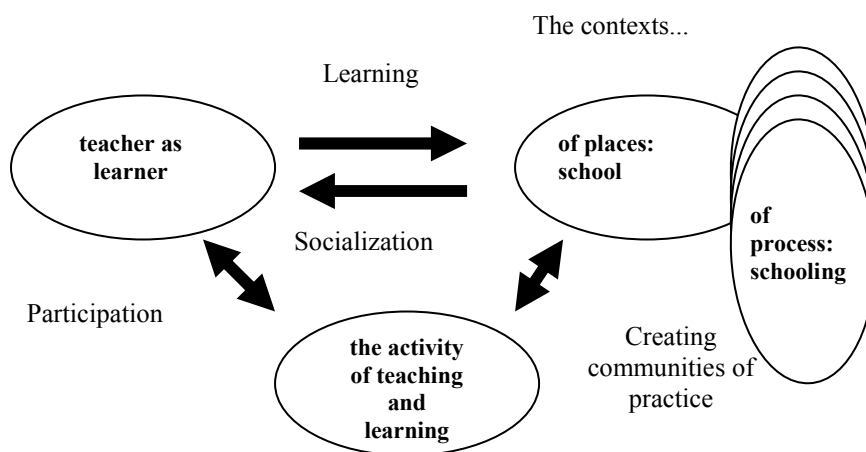 The contexts...
Learning
teacher as
learner
of places:
school
of
process:
schooling
Socialization
Participation
the activity
of teaching
and
learning
Creating
communities of
practice